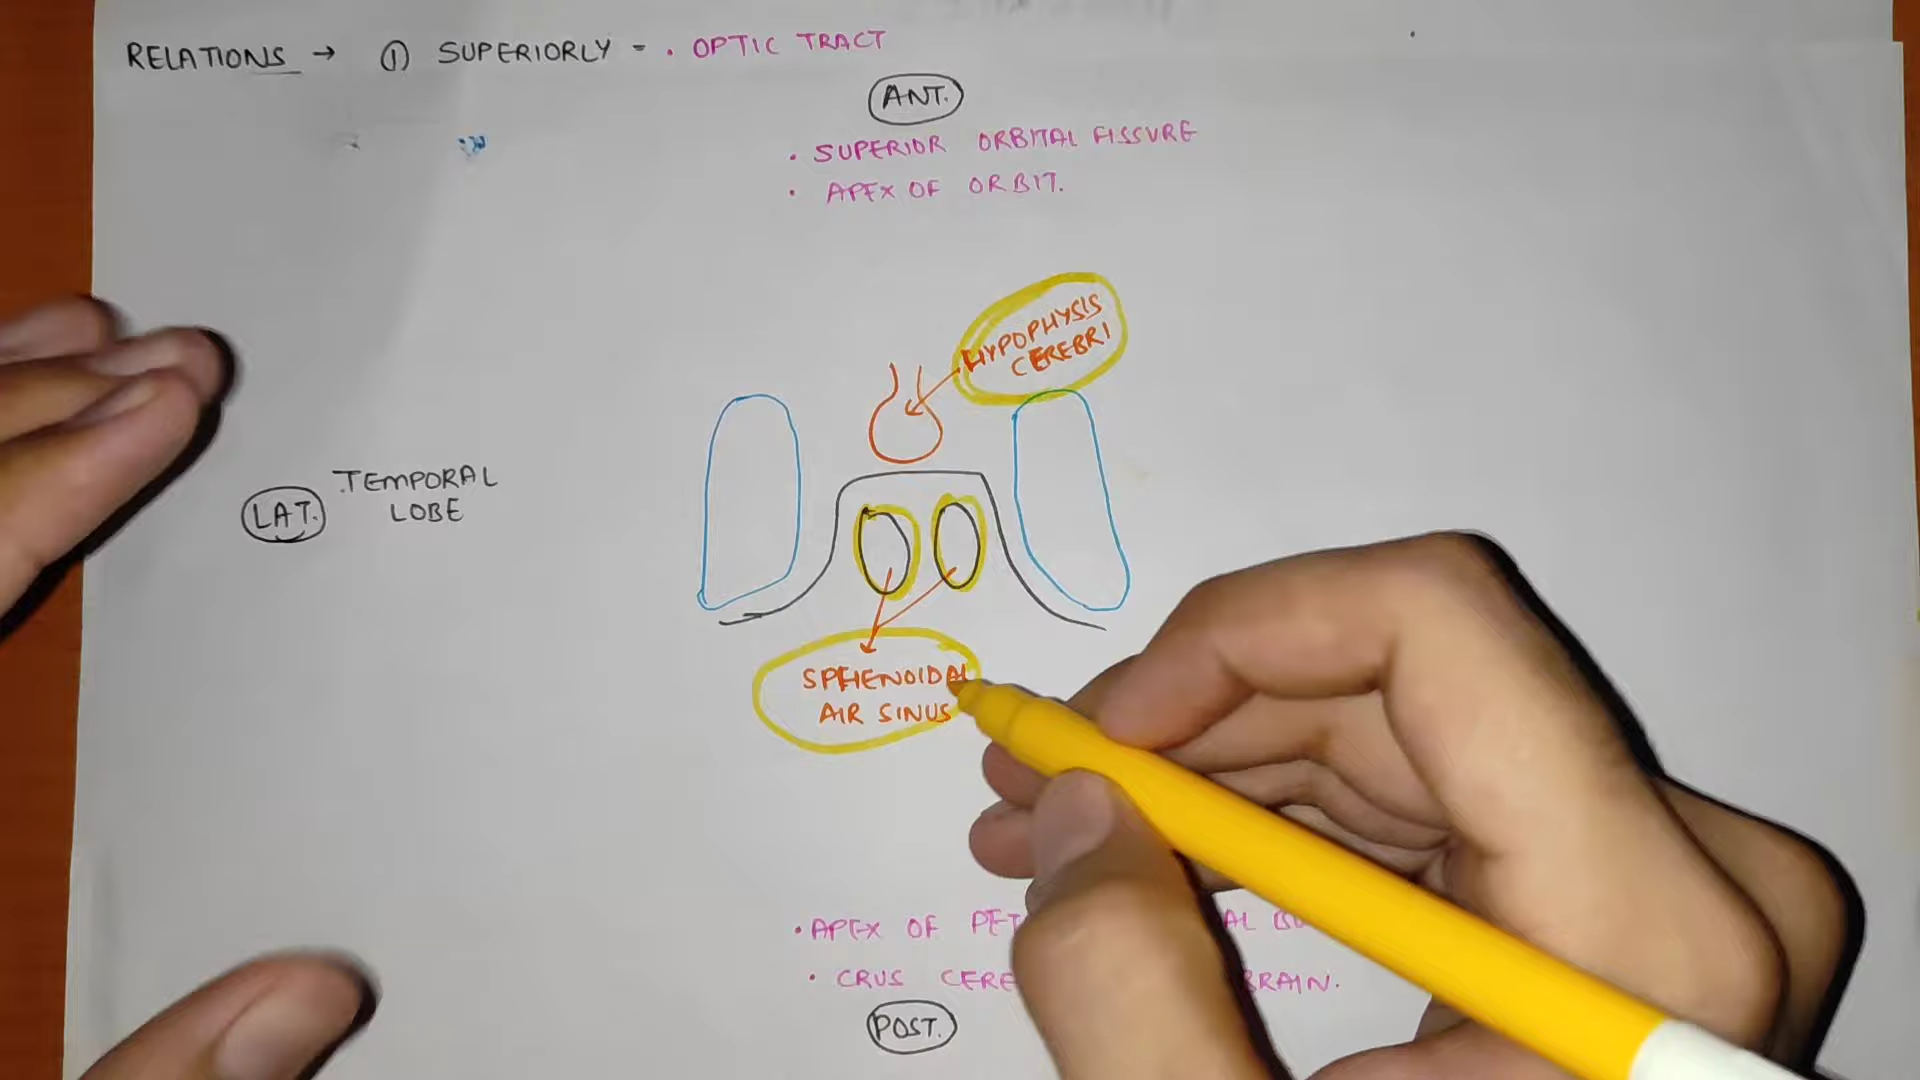 RELATIONS → ① SUPERIORLY - • OPTIC TRACT
ANT.
• SUPERIOR ORBITAL FISSURE
• APEX OF ORBIT.
HYPOPHYSIS
CEREBRI
TEMPORAL
LAT. LOBE
SPHENOIDAL
AIR SINUS
• APEX OF
• CRUS
POST.